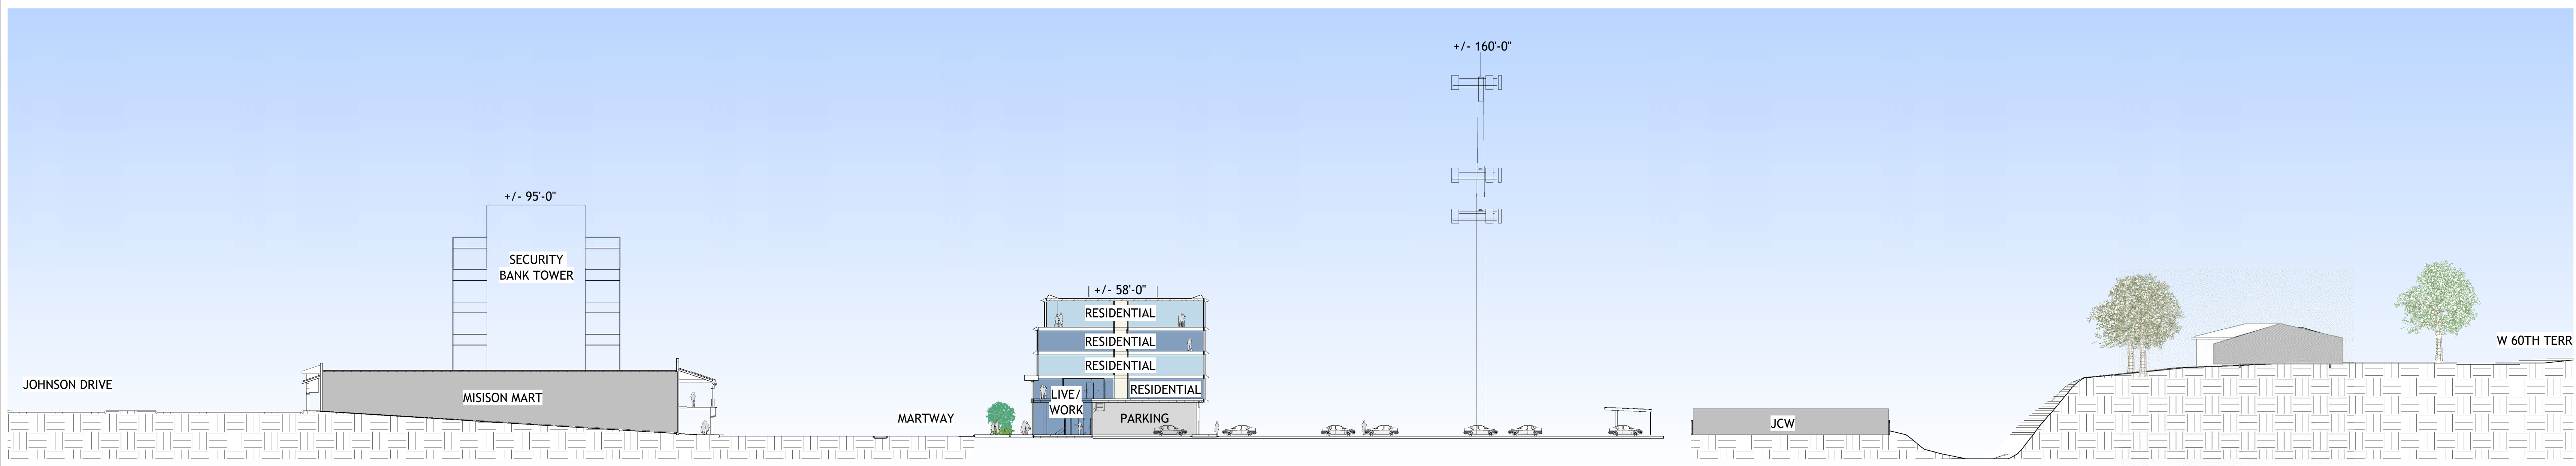 +/- 160'-0"
+/- 95'-0"
SECURITY
BANK TOWER
+/- 58'-0"
RESIDENTIAL
RESIDENTIAL
RESIDENTIAL
RESIDENTIAL
LIVE/
WORK
PARKING
JOHNSON DRIVE
MISISON MART
MARTWAY
JCW
W 60TH TERR